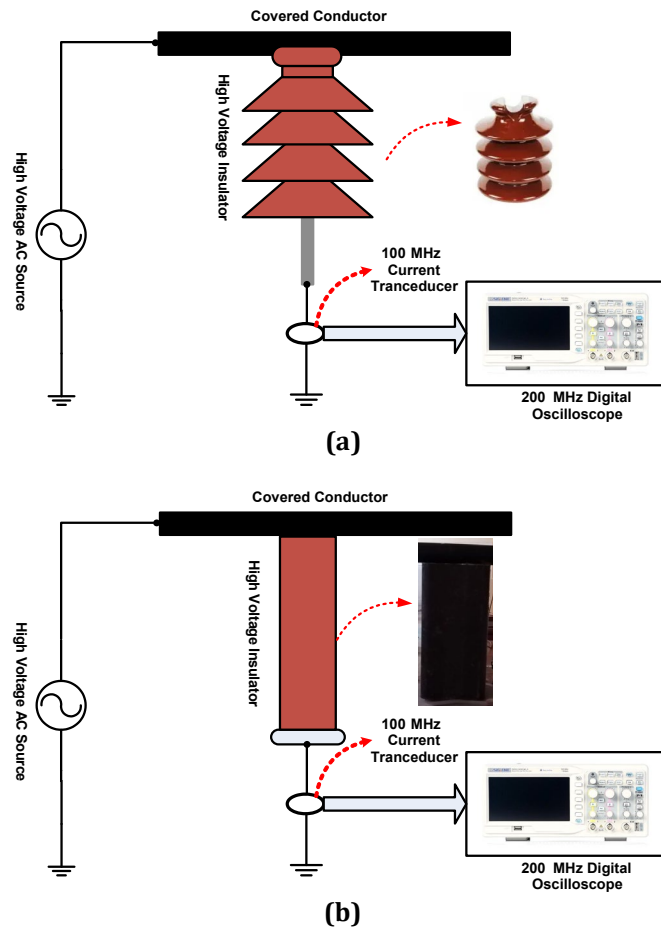 Covered Conductor
High Voltage Insulator
High Voltage AC Source
100 MHz
Current
Tranceducer
200 MHz Digital
Oscilloscope
(a)
Covered Conductor
High Voltage Insulator
High Voltage AC Source
100 MHz
Current
Tranceducer
200 MHz Digital
Oscilloscope
(b)